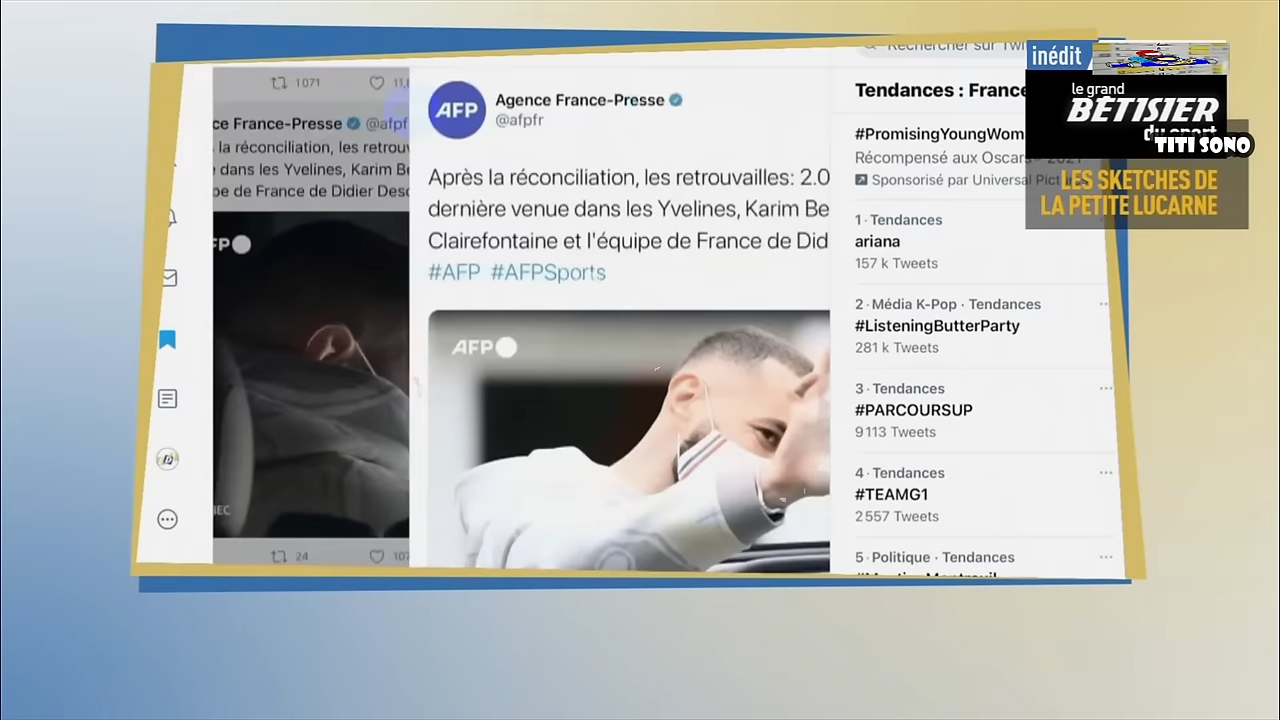 1071
ce France-Presse @afpf
la réconciliation, les retrouv
dans les Yvelines, Karim Be
pe de France de Didier Desc
FP
24
107
AFP
Agence France-Presse
@afpfr
Après la réconciliation, les retrouvailles: 2.0
dernière venue dans les Yvelines, Karim Be
Clairefontaine et l'équipe de France de Did
#AFP #AFPSports
AFP
Rechercher sur Twi
Tendances : France
#PromisingYoungWom
Récompensé aux Oscars® 2021
Sponsorisé par Universal Pict
1 · Tendances
ariana
157 k Tweets
2 · Média K-Pop · Tendances
#ListeningButterParty
281 k Tweets
3 · Tendances
#PARCOURSUP
9 113 Tweets
4 · Tendances
#TEAMG1
2 557 Tweets
5 · Politique · Tendances
inédit
le grand
BÊTISIER
du sport
TITI SONO
LES SKETCHES DE
LA PETITE LUCARNE